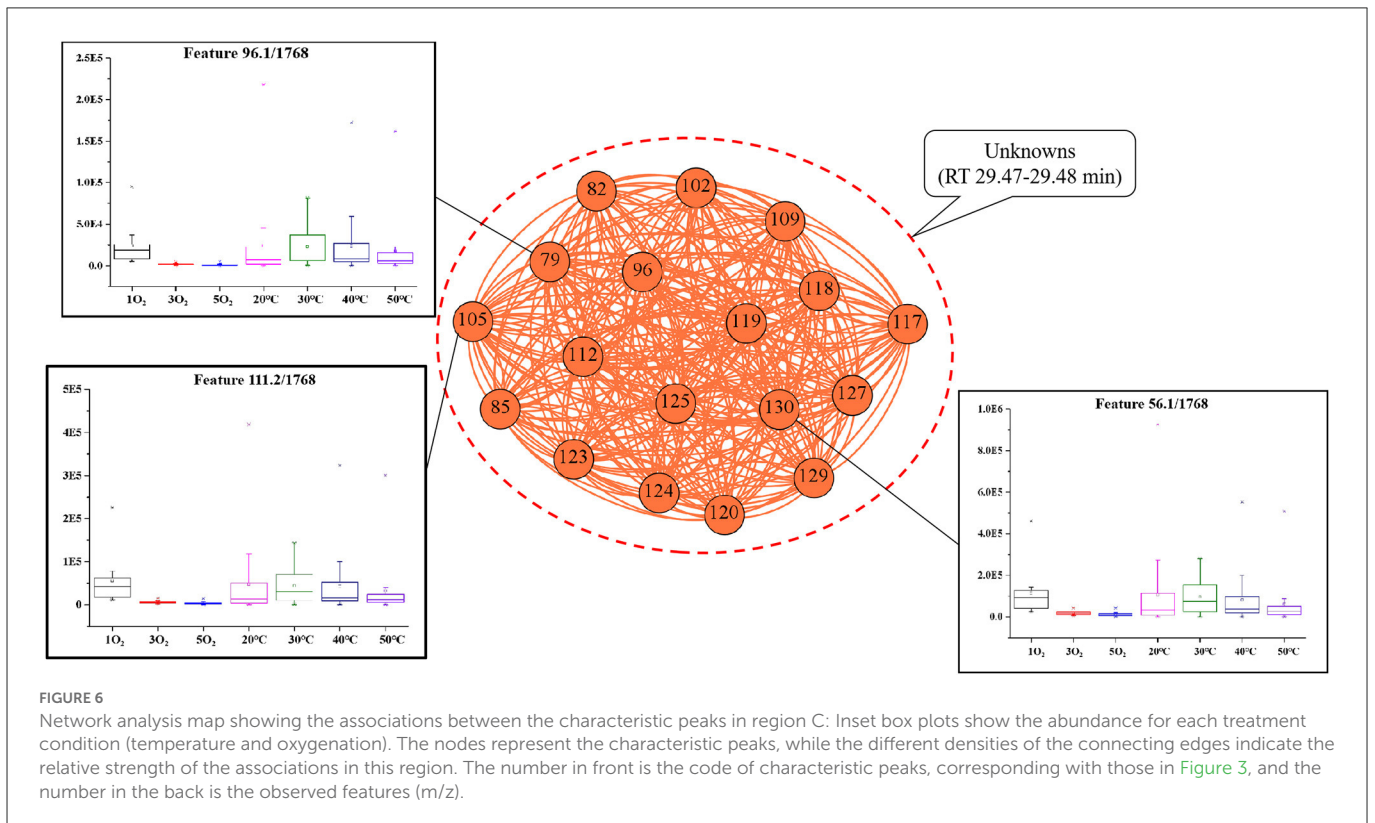 Feature 96.1/1768
2.5E5
2.0E5
1.5E5
1.0E5
5.0E4
0.0
1O₂ 3O₂ 5O₂ 20°C 30°C 40°C 50°C
Feature 111.2/1768
5E5
4E5
3E5
2E5
1E5
0
1O₂ 3O₂ 5O₂ 20°C 30°C 40°C 50°C
Unknowns
(RT 29.47-29.48 min)
82
102
109
79
96
118
105
119
117
112
85
125
130
127
123
124
120
129
Feature 56.1/1768
1.0E6
8.0E5
6.0E5
4.0E5
2.0E5
0.0
1O₂ 3O₂ 5O₂ 20°C 30°C 40°C 50°C
FIGURE 6
Network analysis map showing the associations between the characteristic peaks in region C: Inset box plots show the abundance for each treatment
condition (temperature and oxygenation). The nodes represent the characteristic peaks, while the different densities of the connecting edges indicate the
relative strength of the associations in this region. The number in front is the code of characteristic peaks, corresponding with those in Figure 3, and the
number in the back is the observed features (m/z).